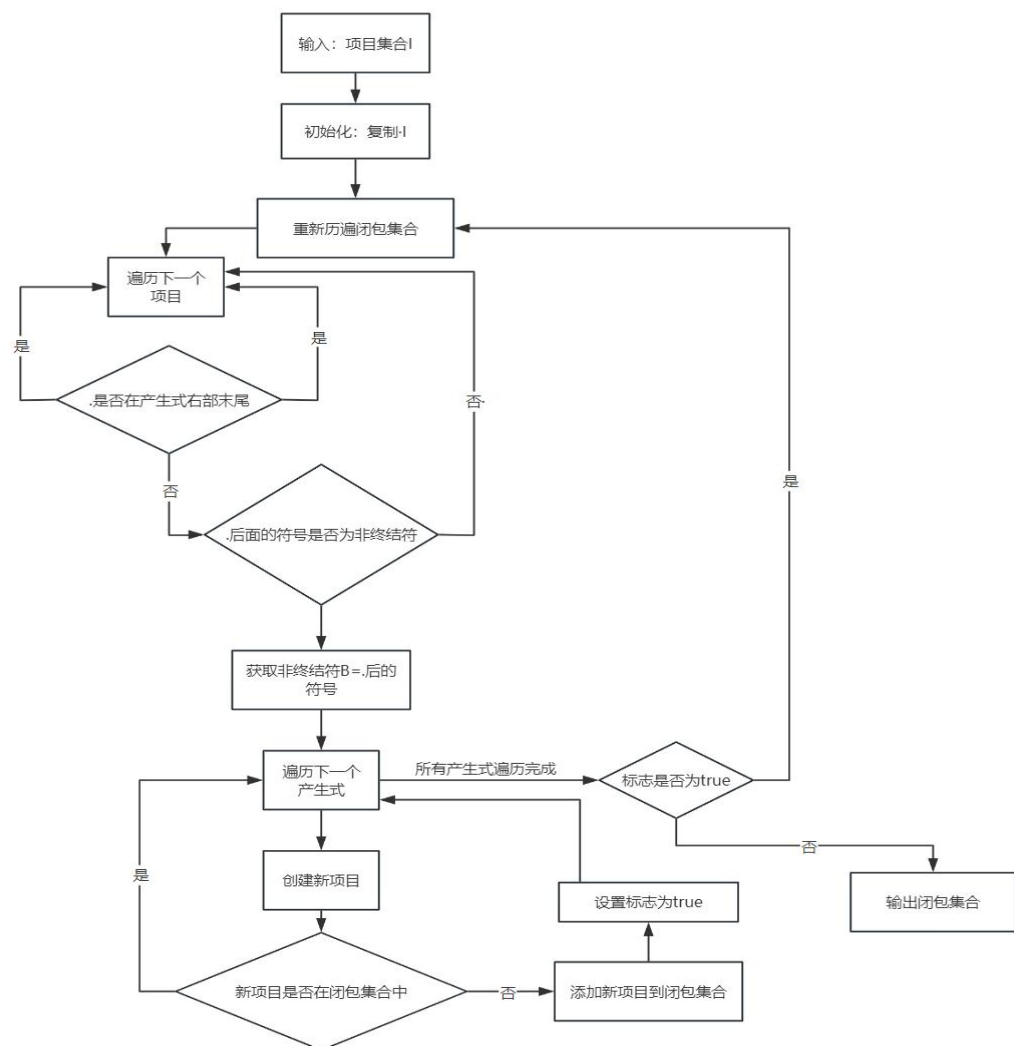 输入：项目集合I
初始化：复制·I
重新历遍闭包集合
遍历下一个
项目
是
是
.是否在产生式右部末尾
否·
否
.后面的符号是否为非终结符
是
获取非终结符B=.后的
符号
遍历下一个
产生式
所有产生式遍历完成
标志是否为true
否
是
创建新项目
设置标志为true
输出闭包集合
新项目是否在闭包集合中
否
添加新项目到闭包集合